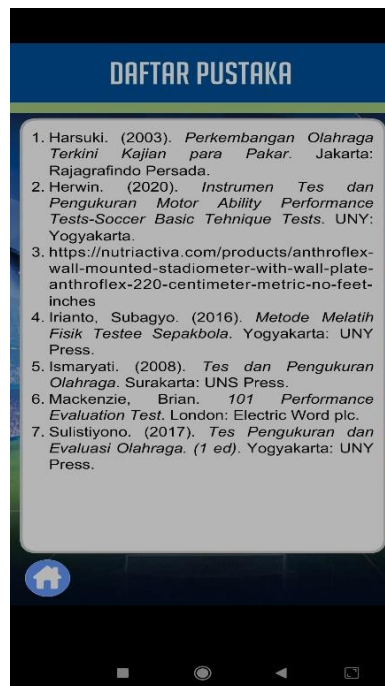 DAFTAR PUSTAKA
1. Harsuki. (2003). Perkembangan Olahraga
Terkini Kajian para Pakar. Jakarta:
Rajagrafindo Persada.
2. Herwin. (2020). Instrumen Tes dan
Pengukuran Motor Ability Performance
Tests-Soccer Basic Tehnique Tests. UNY:
Yogyakarta.
3. https://nutriactiva.com/products/anthroflex-
wall-mounted-stadiometer-with-wall-plate-
anthroflex-220-centimeter-metric-no-feet-
inches
4. Irianto, Subagyo. (2016). Metode Melatih
Fisik Testee Sepakbola. Yogyakarta: UNY
Press.
5. Ismaryati. (2008). Tes dan Pengukuran
Olahraga. Surakarta: UNS Press.
6. Mackenzie, Brian. 101 Performance
Evaluation Test. London: Electric Word plc.
7. Sulistiyono. (2017). Tes Pengukuran dan
Evaluasi Olahraga. (1 ed). Yogyakarta: UNY
Press.